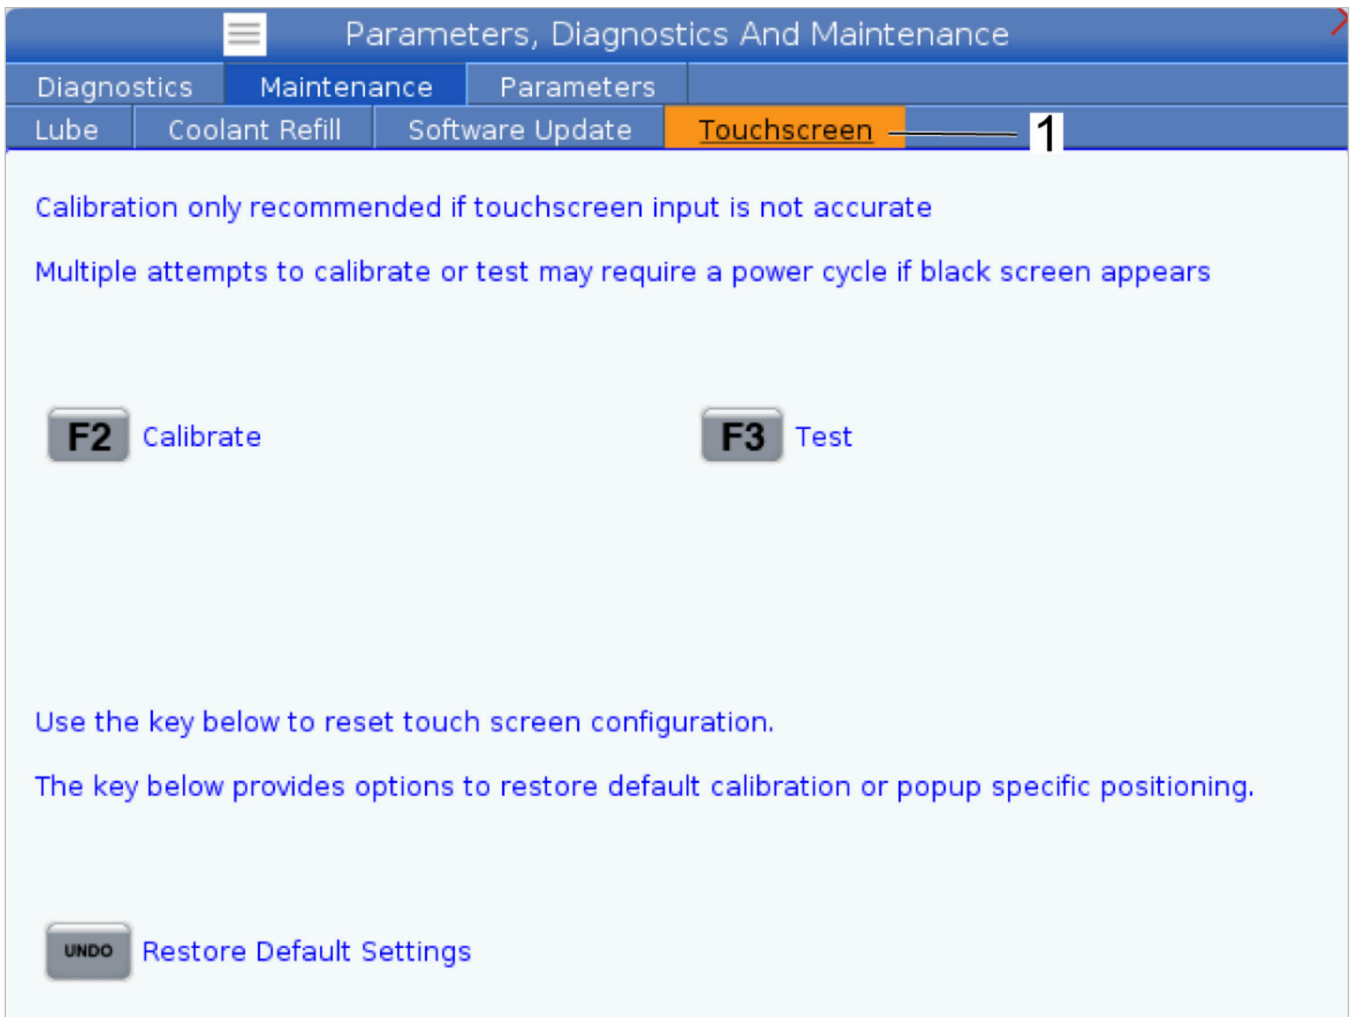 Parameters, Diagnostics And Maintenance
Diagnostics Maintenance Parameters
Lube Coolant Refill Software Update Touchscreen 1
Calibration only recommended if touchscreen input is not accurate
Multiple attempts to calibrate or test may require a power cycle if black screen appears
F2 Calibrate F3 Test
Use the key below to reset touch screen configuration.
The key below provides options to restore default calibration or popup specific positioning.
UNDO Restore Default Settings